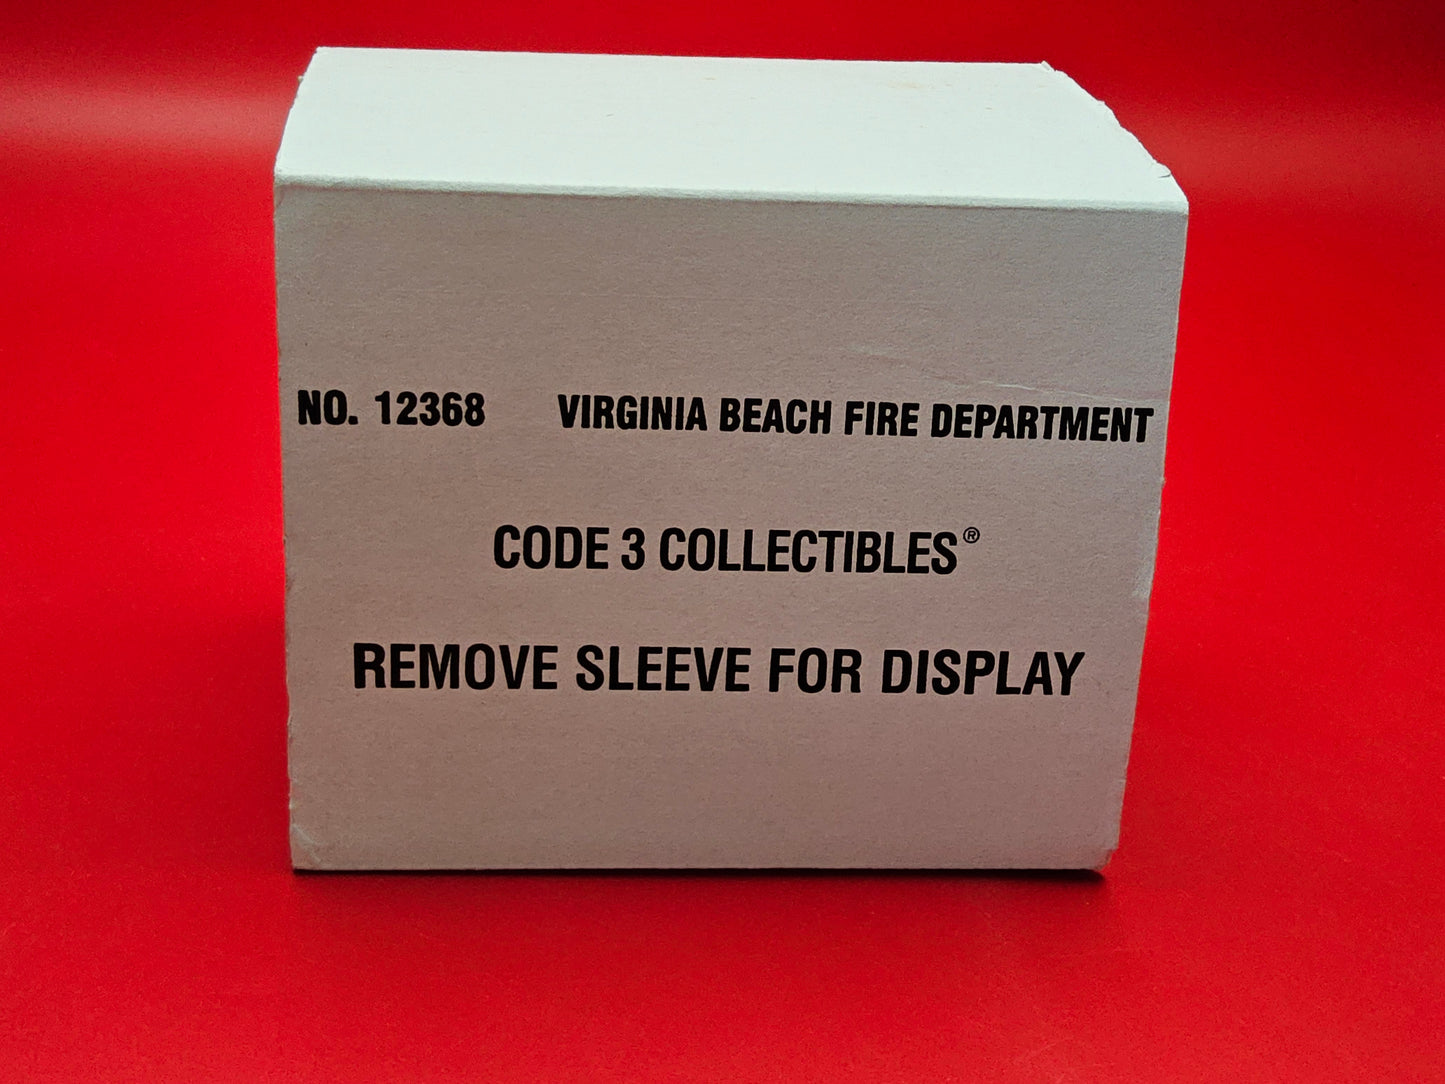 NO. 12368 VIRGINIA BEACH FIRE DEPARTMENT
CODE 3 COLLECTIBLES®
REMOVE SLEEVE FOR DISPLAY